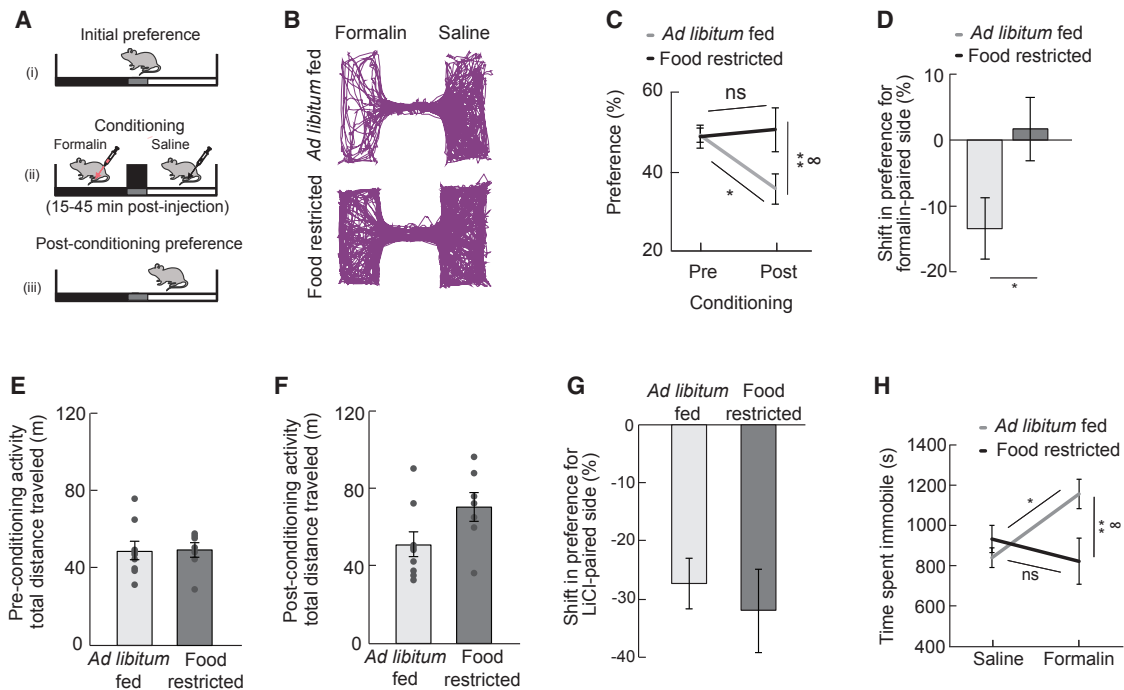 A
Initial preference
(i)
Conditioning
Formalin
Saline
(ii)
(15-45 min post-injection)
Post-conditioning preference
(iii)
B
Formalin
Saline
Ad libitum fed
Food restricted
C
Ad libitum fed
Food restricted
Preference (%)
60
40
20
ns
*
**
∞
Pre
Post
Conditioning
D
Shift in preference for
formalin-paired side (%)
10
0
-10
-20
*
E
Pre-conditioning activity
total distance traveled (m)
120
80
40
0
Ad libitum
fed
Food
restricted
F
Post-conditioning activity
total distance traveled (m)
120
80
40
0
Ad libitum
fed
Food
restricted
G
Ad libitum
fed
Food
restricted
Shift in preference for
LiCl-paired side (%)
0
-10
-20
-30
-40
H
Ad libitum fed
Food restricted
Time spent immobile (s)
1400
1200
1000
800
600
400
*
ns
**
∞
Saline
Formalin